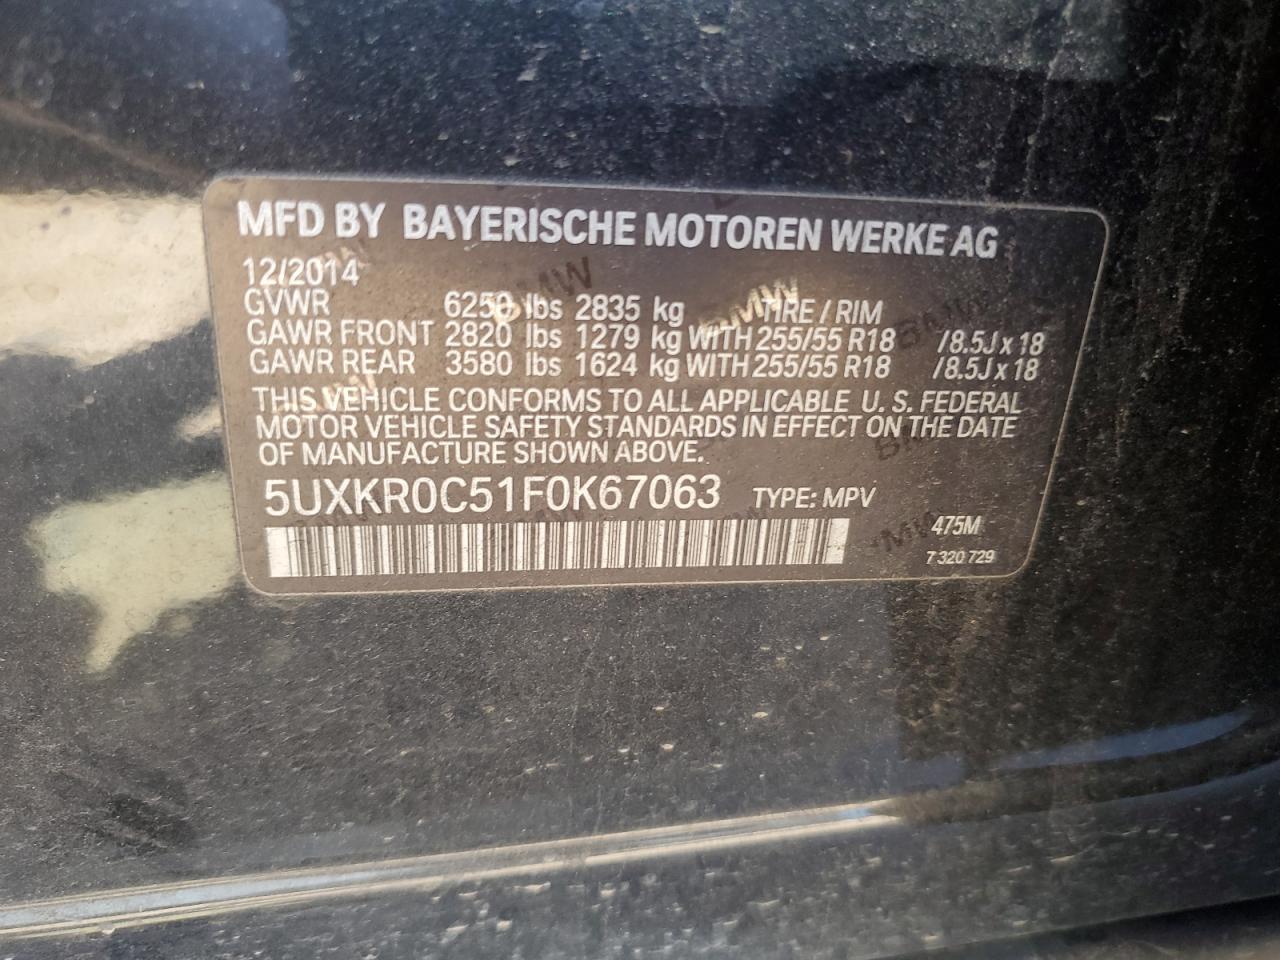 MFD BY BAYERISCHE MOTOREN WERKE AG
12/2014
GVWR 6250 lbs 2835 kg TIRE / RIM
GAWR FRONT 2820 lbs 1279 kg WITH 255/55 R18 /8.5J x 18
GAWR REAR 3580 lbs 1624 kg WITH 255/55 R18 /8.5J x 18
THIS VEHICLE CONFORMS TO ALL APPLICABLE U. S. FEDERAL
MOTOR VEHICLE SAFETY STANDARDS IN EFFECT ON THE DATE
OF MANUFACTURE SHOWN ABOVE.
5UXKR0C51F0K67063 TYPE: MPV
475M
7 320 729